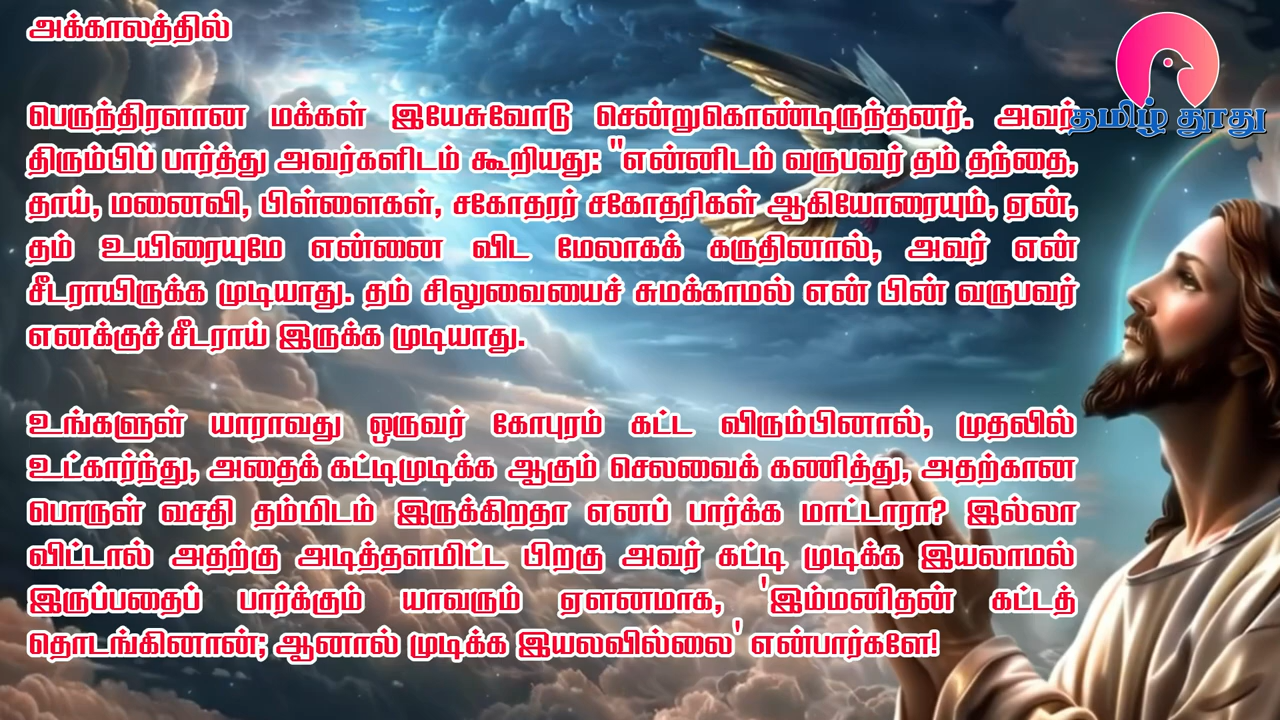 அக்காலத்தில்
தமிழ் தூது
பெருந்திரளான மக்கள் இயேசுவோடு சென்றுகொண்டிருந்தனர். அவர்
திரும்பிப் பார்த்து அவர்களிடம் கூறியது: "என்னிடம் வருபவர் தம் தந்தை,
தாய், மனைவி, பிள்ளைகள், சகோதரர் சகோதரிகள் ஆகியோரையும், ஏன்,
தம் உயிரையுமே என்னை விட மேலாகக் கருதினால், அவர் என்
சீடராயிருக்க முடியாது. தம் சிலுவையைச் சுமக்காமல் என் பின் வருபவர்
எனக்குச் சீடராய் இருக்க முடியாது.
உங்களுள் யாராவது ஒருவர் கோபுரம் கட்ட விரும்பினால், முதலில்
உட்கார்ந்து, அதைக் கட்டிமுடிக்க ஆகும் செலவைக் கணித்து, அதற்கான
பொருள் வசதி தம்மிடம் இருக்கிறதா எனப் பார்க்க மாட்டாரா? இல்லா
விட்டால் அதற்கு அடித்தளமிட்ட பிறகு அவர் கட்டி முடிக்க இயலாமல்
இருப்பதைப் பார்க்கும் யாவரும் ஏளனமாக, 'இம்மனிதன் கட்டத்
தொடங்கினான்; ஆனால் முடிக்க இயலவில்லை' என்பார்களே!